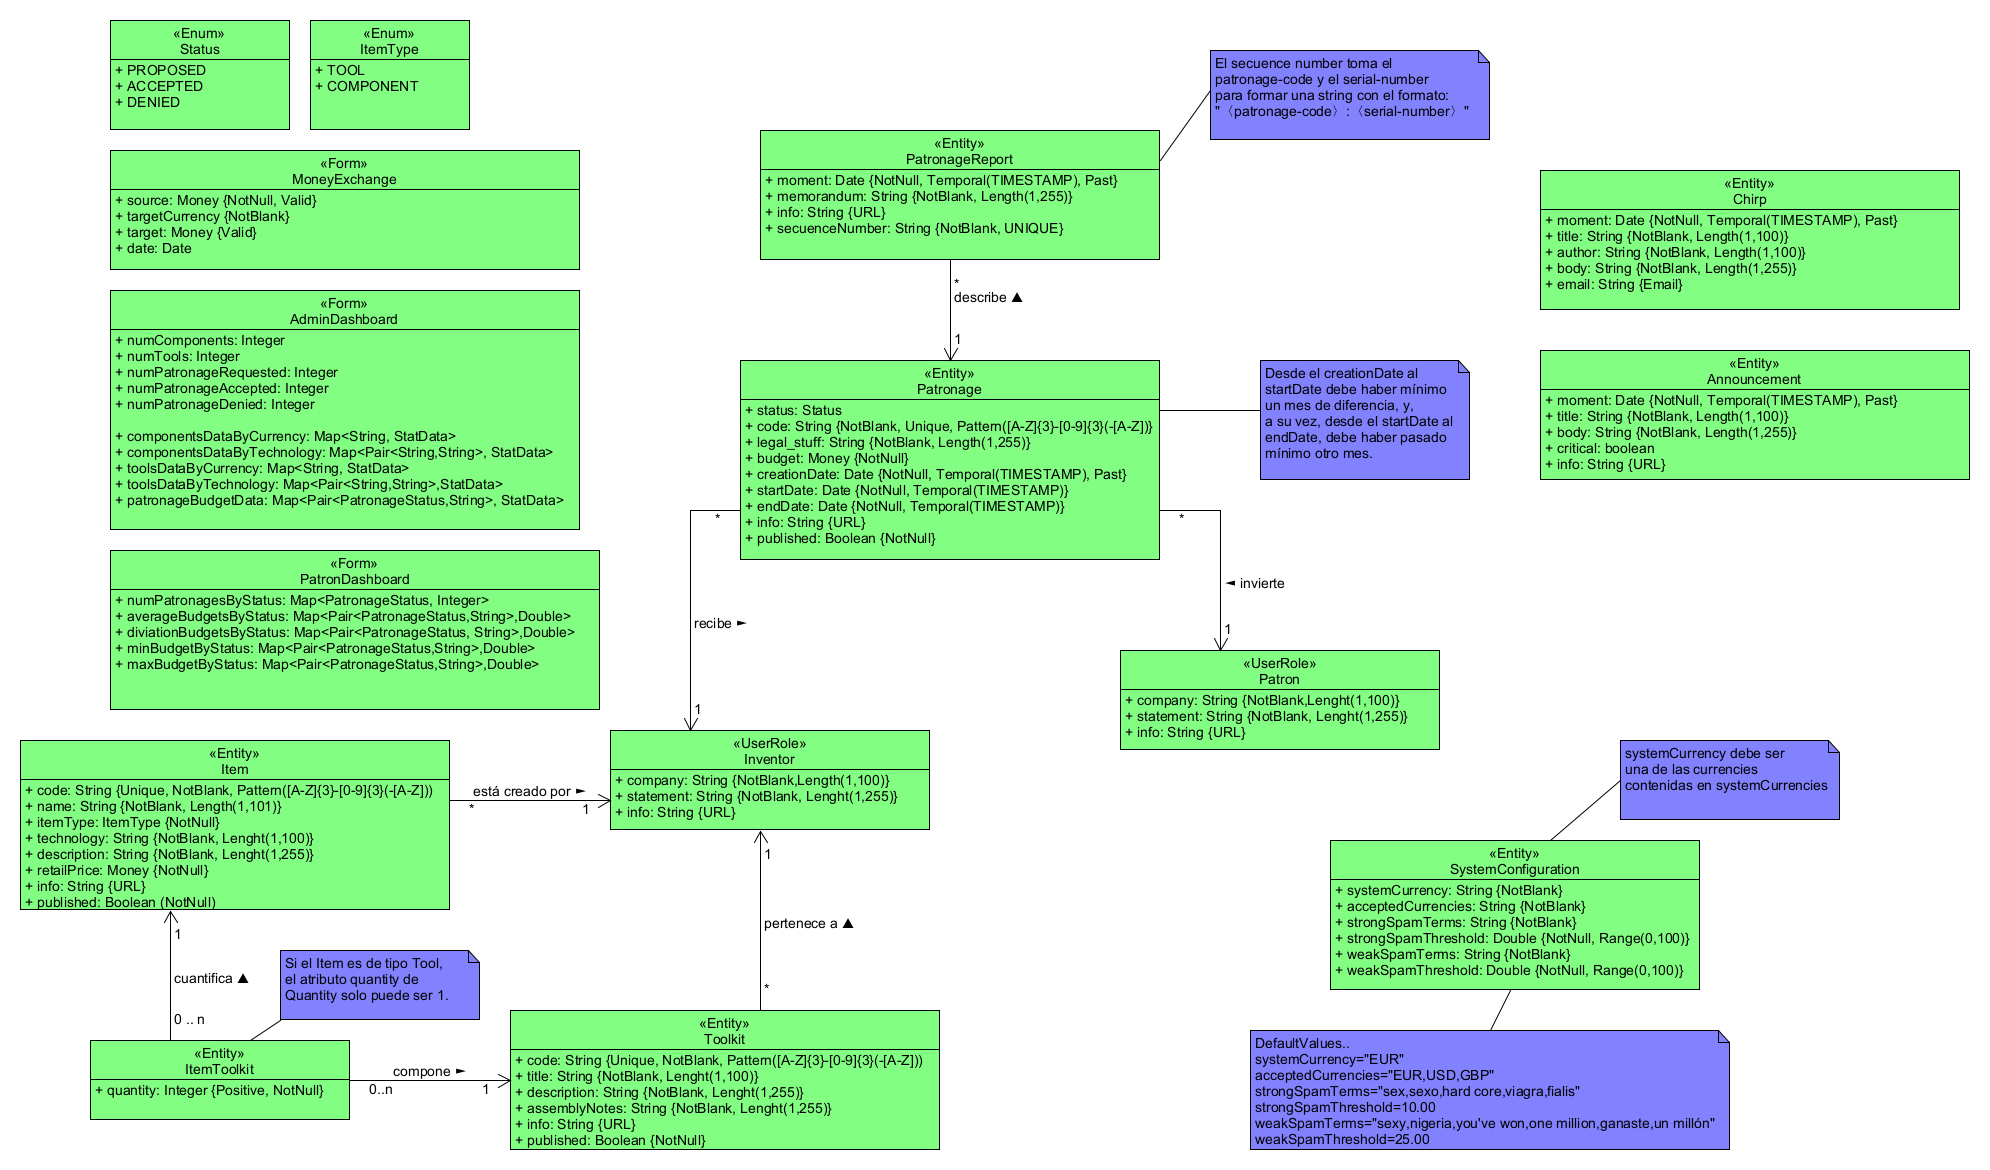 «Enum»
Status
+ PROPOSED
+ ACCEPTED
+ DENIED
«Enum»
ItemType
+ TOOL
+ COMPONENT
«Form»
MoneyExchange
+ source: Money {NotNull, Valid}
+ targetCurrency {NotBlank}
+ target: Money {Valid}
+ date: Date
«Form»
AdminDashboard
+ numComponents: Integer
+ numTools: Integer
+ numPatronageRequested: Integer
+ numPatronageAccepted: Integer
+ numPatronageDenied: Integer
+ componentsDataByCurrency: Map<String, StatData>
+ componentsDataByTechnology: Map<Pair<String,String>, StatData>
+ toolsDataByCurrency: Map<String, StatData>
+ toolsDataByTechnology: Map<Pair<String,String>,StatData>
+ patronageBudgetData: Map<Pair<PatronageStatus,String>, StatData>
«Form»
PatronDashboard
+ numPatronagesByStatus: Map<PatronageStatus, Integer>
+ averageBudgetsByStatus: Map<Pair<PatronageStatus,String>,Double>
+ diviationBudgetsByStatus: Map<Pair<PatronageStatus, String>,Double>
+ minBudgetByStatus: Map<Pair<PatronageStatus,String>,Double>
+ maxBudgetByStatus: Map<Pair<PatronageStatus,String>,Double>
El secuence number toma el
patronage-code y el serial-number
para formar una string con el formato:
"〈patronage-code〉:〈serial-number〉"
«Entity»
PatronageReport
+ moment: Date {NotNull, Temporal(TIMESTAMP), Past}
+ memorandum: String {NotBlank, Length(1,255)}
+ info: String {URL}
+ secuenceNumber: String {NotBlank, UNIQUE}
*
describe ▲
1
«Entity»
Patronage
+ status: Status
+ code: String {NotBlank, Unique, Pattern([A-Z]{3}-[0-9]{3}(-[A-Z])}
+ legal_stuff: String {NotBlank, Length(1,255)}
+ budget: Money {NotNull}
+ creationDate: Date {NotNull, Temporal(TIMESTAMP), Past}
+ startDate: Date {NotNull, Temporal(TIMESTAMP)}
+ endDate: Date {NotNull, Temporal(TIMESTAMP)}
+ info: String {URL}
+ published: Boolean {NotNull}
Desde el creationDate al
startDate debe haber mínimo
un mes de diferencia, y,
a su vez, desde el startDate al
endDate, debe haber pasado
mínimo otro mes.
«Entity»
Chirp
+ moment: Date {NotNull, Temporal(TIMESTAMP), Past}
+ title: String {NotBlank, Length(1,100)}
+ author: String {NotBlank, Length(1,100)}
+ body: String {NotBlank, Length(1,255)}
+ email: String {Email}
«Entity»
Announcement
+ moment: Date {NotNull, Temporal(TIMESTAMP), Past}
+ title: String {NotBlank, Length(1,100)}
+ body: String {NotBlank, Length(1,255)}
+ critical: boolean
+ info: String {URL}
*
recibe ►
1
*
◄ invierte
1
«UserRole»
Patron
+ company: String {NotBlank,Lenght(1,100)}
+ statement: String {NotBlank, Lenght(1,255)}
+ info: String {URL}
«UserRole»
Inventor
+ company: String {NotBlank,Length(1,100)}
+ statement: String {NotBlank, Lenght(1,255)}
+ info: String {URL}
«Entity»
Item
+ code: String {Unique, NotBlank, Pattern([A-Z]{3}-[0-9]{3}(-[A-Z]))
+ name: String {NotBlank, Length(1,101)}
+ itemType: ItemType {NotNull}
+ technology: String {NotBlank, Lenght(1,100)}
+ description: String {NotBlank, Lenght(1,255)}
+ retailPrice: Money {NotNull}
+ info: String {URL}
+ published: Boolean (NotNull)
está creado por ►
*
1
1
cuantifica ▲
0 .. n
Si el Item es de tipo Tool,
el atributo quantity de
Quantity solo puede ser 1.
«Entity»
ItemToolkit
+ quantity: Integer {Positive, NotNull}
compone ►
0..n
1
1
pertenece a ▲
*
«Entity»
Toolkit
+ code: String {Unique, NotBlank, Pattern([A-Z]{3}-[0-9]{3}(-[A-Z]))
+ title: String {NotBlank, Lenght(1,100)}
+ description: String {NotBlank, Lenght(1,255)}
+ assemblyNotes: String {NotBlank, Lenght(1,255)}
+ info: String {URL}
+ published: Boolean {NotNull}
systemCurrency debe ser
una de las currencies
contenidas en systemCurrencies
«Entity»
SystemConfiguration
+ systemCurrency: String {NotBlank}
+ acceptedCurrencies: String {NotBlank}
+ strongSpamTerms: String {NotBlank}
+ strongSpamThreshold: Double {NotNull, Range(0,100)}
+ weakSpamTerms: String {NotBlank}
+ weakSpamThreshold: Double {NotNull, Range(0,100)}
DefaultValues..
systemCurrency="EUR"
acceptedCurrencies="EUR,USD,GBP"
strongSpamTerms="sex,sexo,hard core,viagra,fialis"
strongSpamThreshold=10.00
weakSpamTerms="sexy,nigeria,you've won,one million,ganaste,un millón"
weakSpamThreshold=25.00